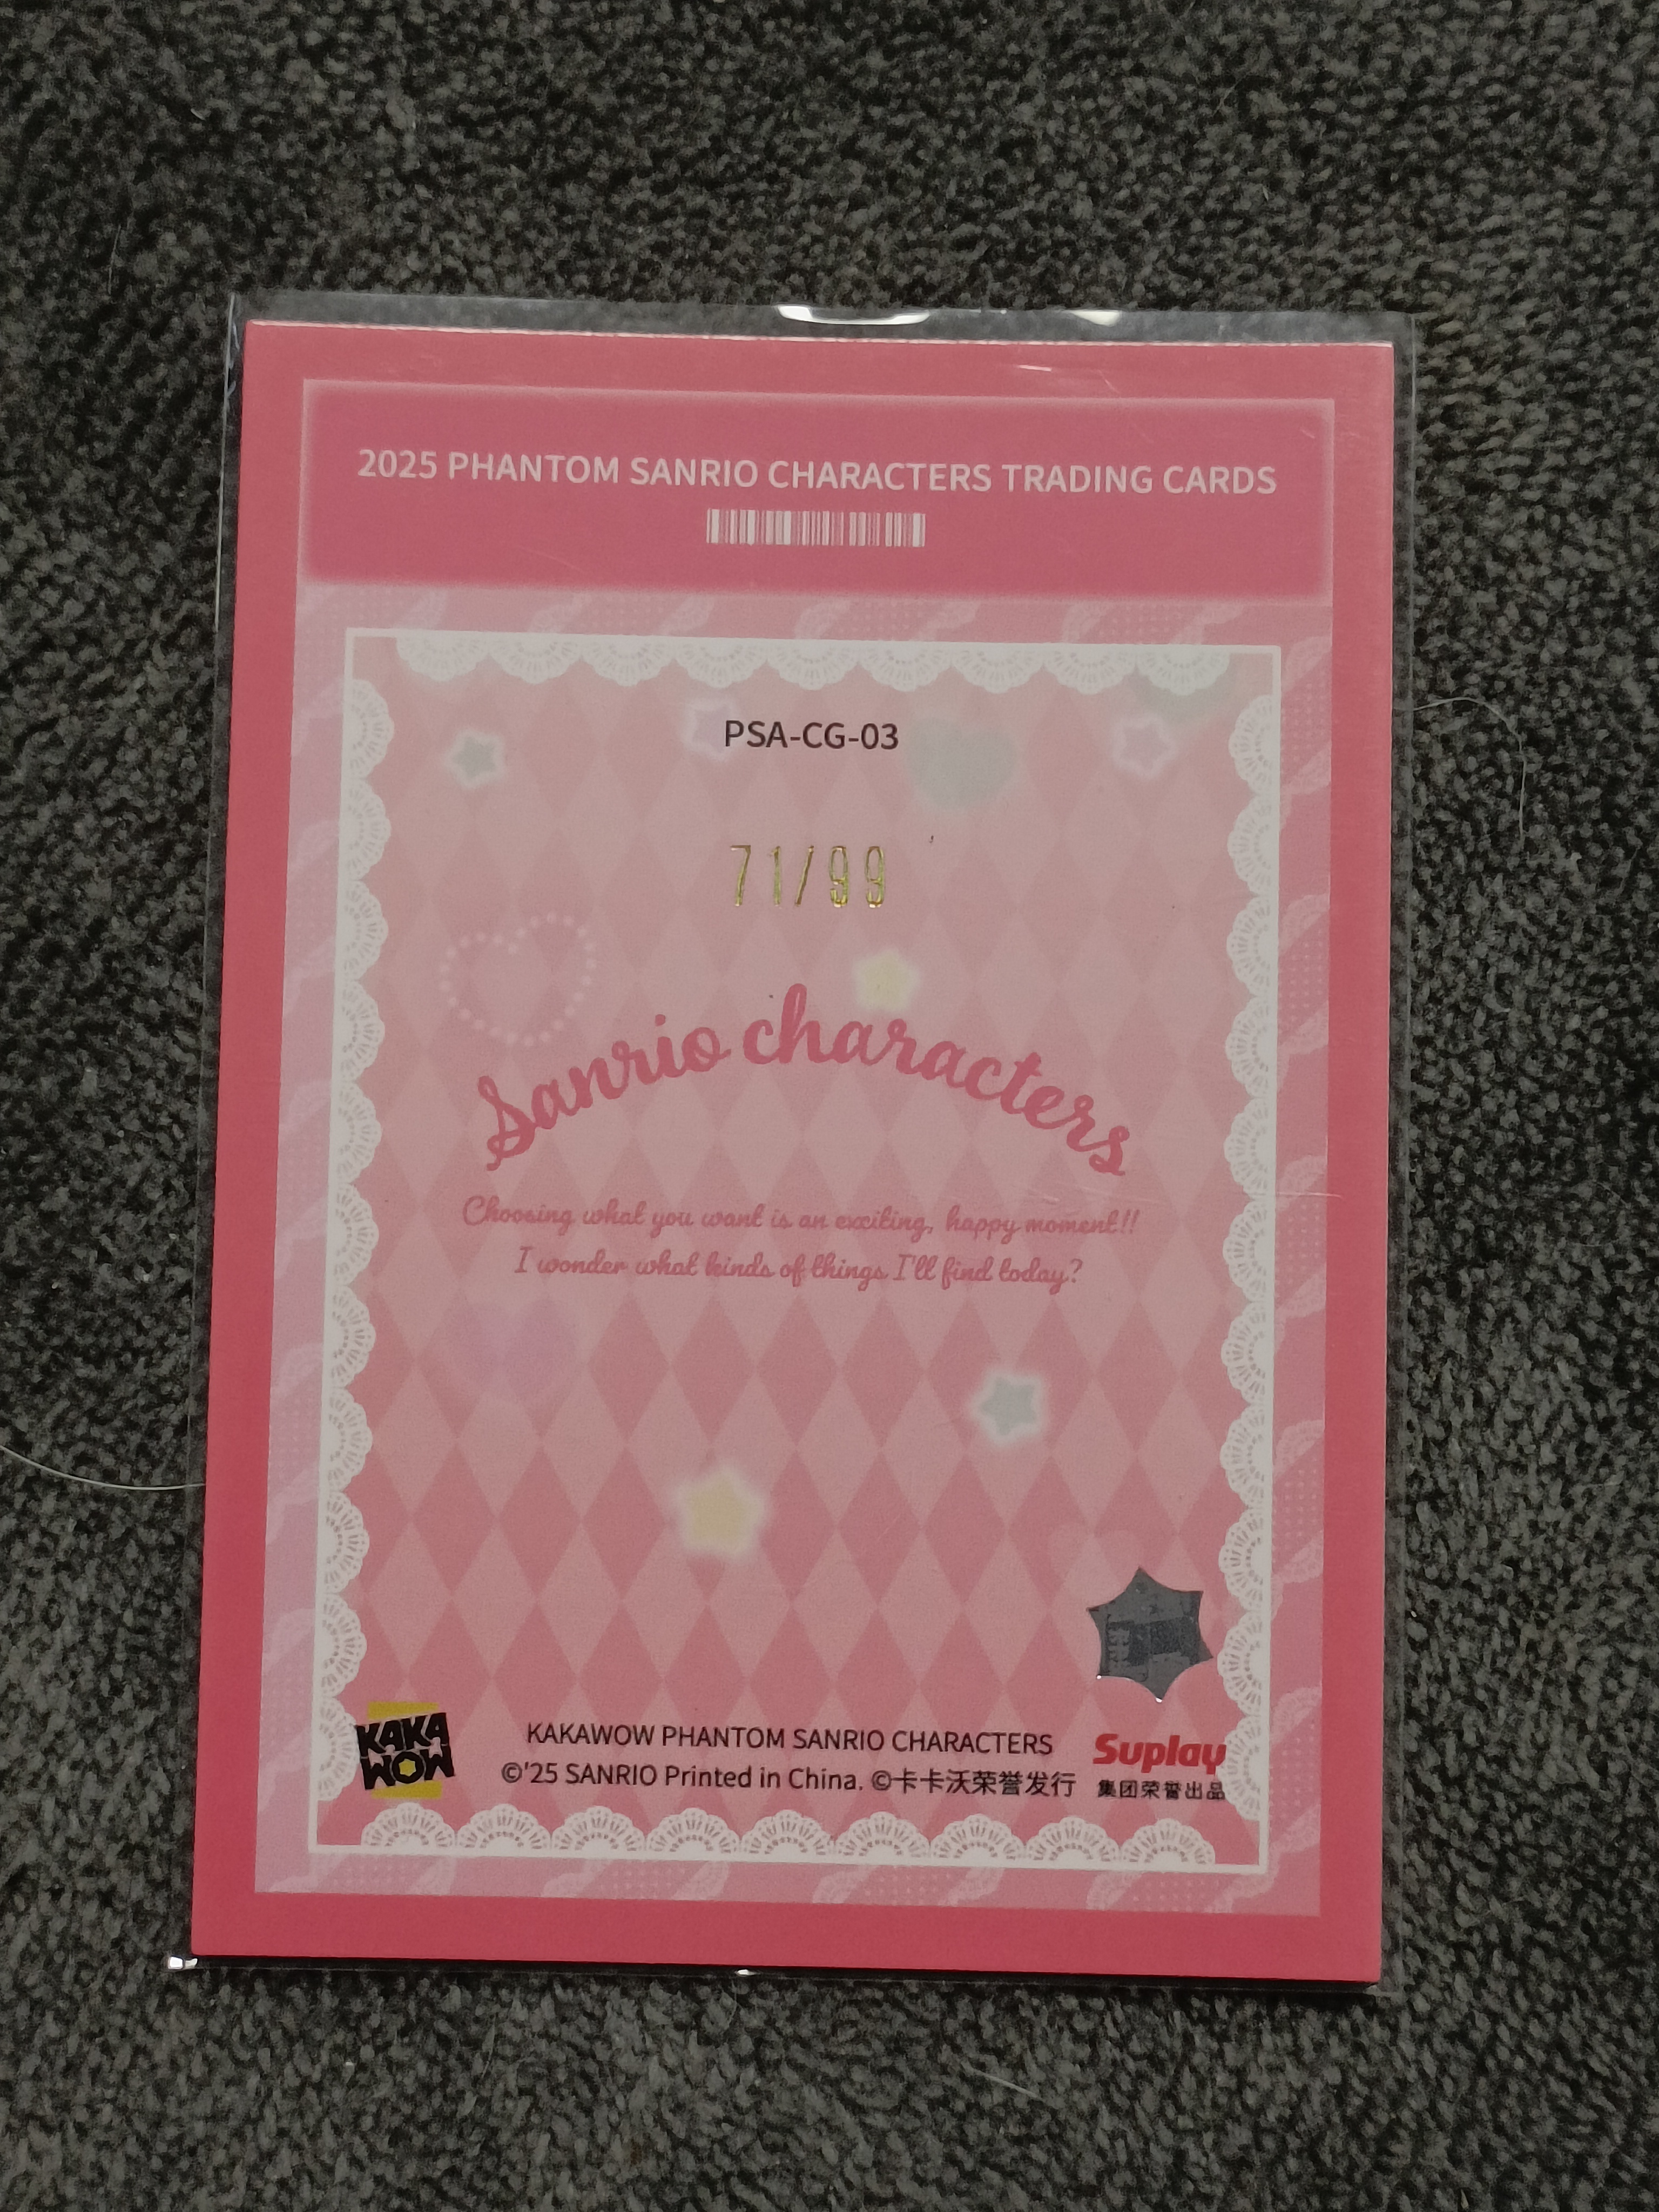 2025 PHANTOM SANRIO CHARACTERS TRADING CARDS
PSA-CG-03
71/99
Sanrio characters
Choosing what you want is an exciting, happy moment!!
I wonder what kinds of things I'll find today?
KAKA
WOW
KAKAWOW PHANTOM SANRIO CHARACTERS
©'25 SANRIO Printed in China. ©卡卡沃荣誉发行
Suplay
集团荣誉出品